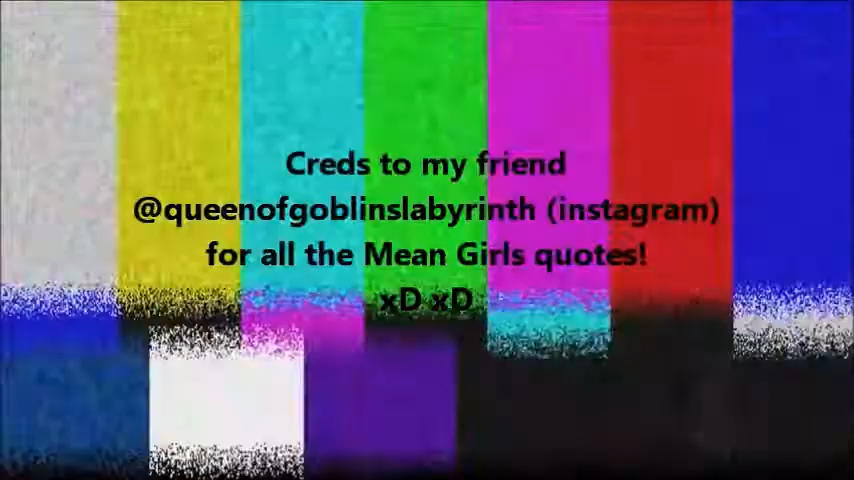 Creds to my friend
@queenofgoblinslabyrinth (instagram)
for all the Mean Girls quotes!
xD xD